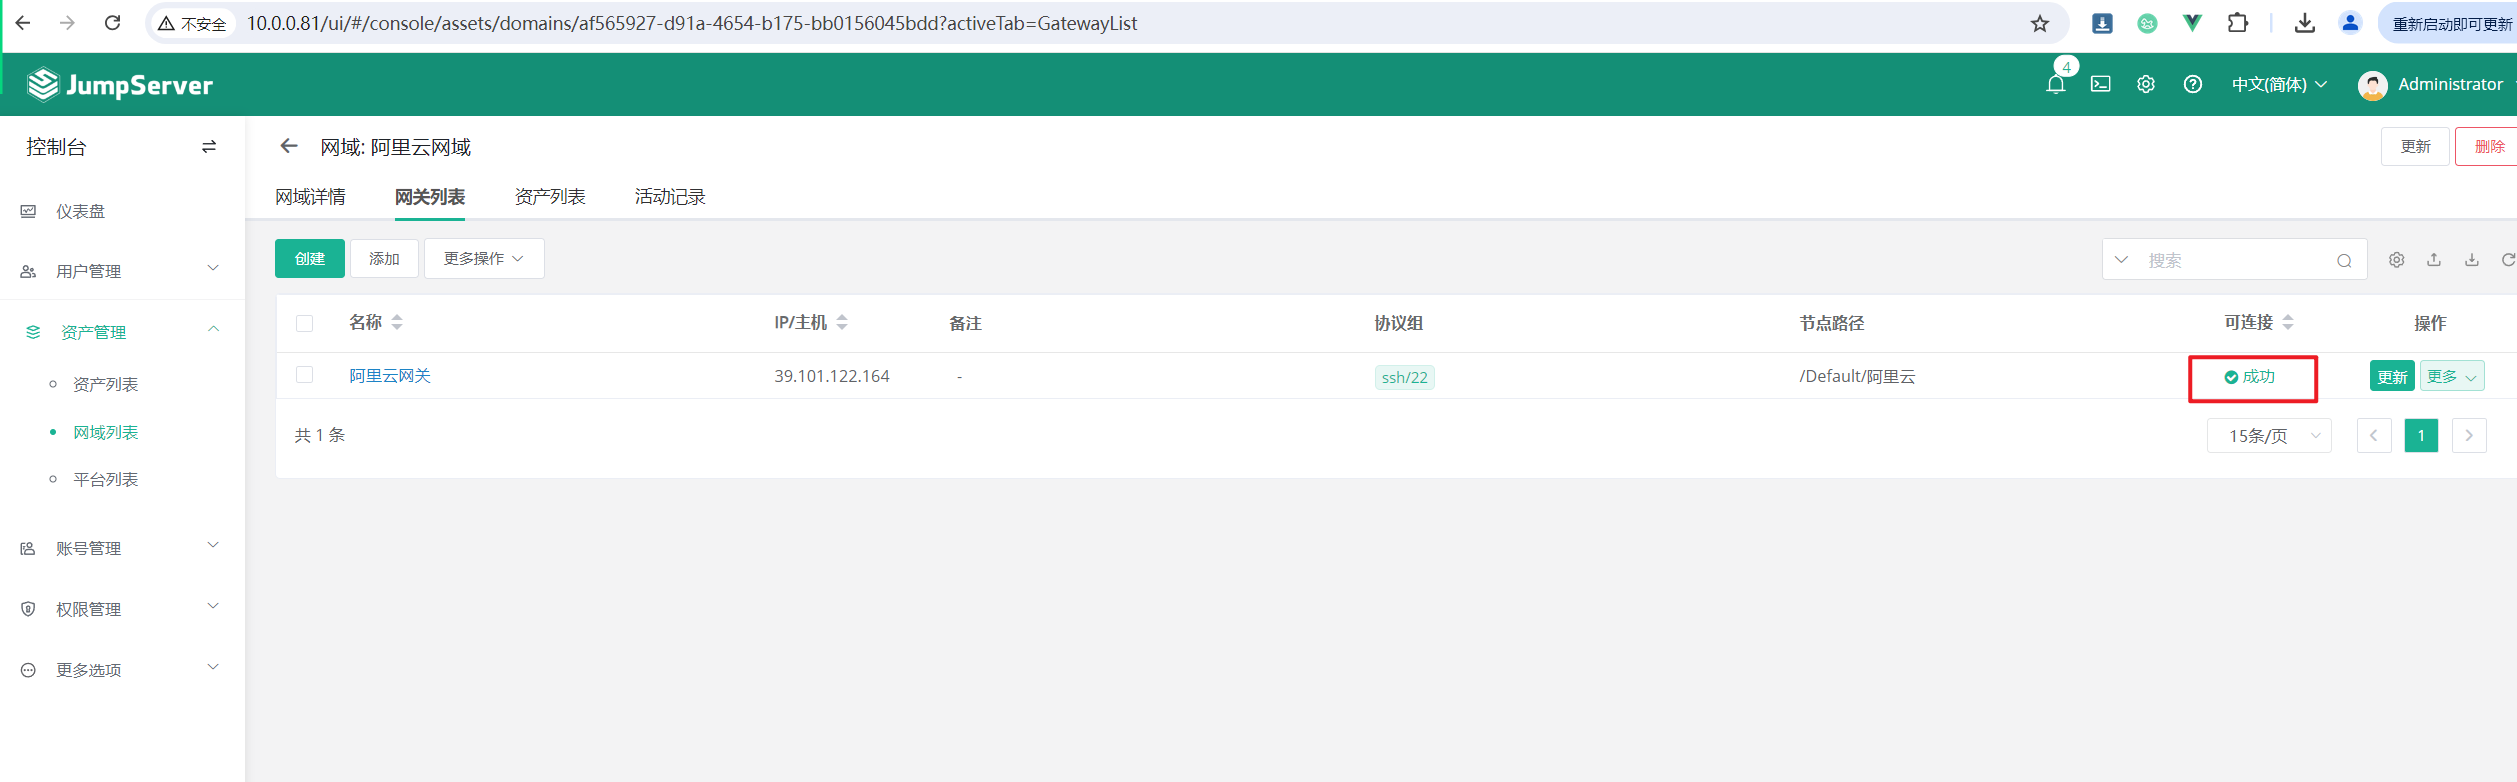 不安全
10.0.0.81/ui/#/console/assets/domains/af565927-d91a-4654-b175-bb0156045bdd?activeTab=GatewayList
重新启动即可更新
JumpServer
4
中文(简体)
Administrator
控制台
网域: 阿里云网域
更新
删除
网域详情
网关列表
资产列表
活动记录
仪表盘
用户管理
资产管理
资产列表
网域列表
平台列表
账号管理
权限管理
更多选项
创建
添加
更多操作
搜索
名称
IP/主机
备注
协议组
节点路径
可连接
操作
阿里云网关
39.101.122.164
-
ssh/22
/Default/阿里云
成功
更新
更多
共 1 条
15条/页
1